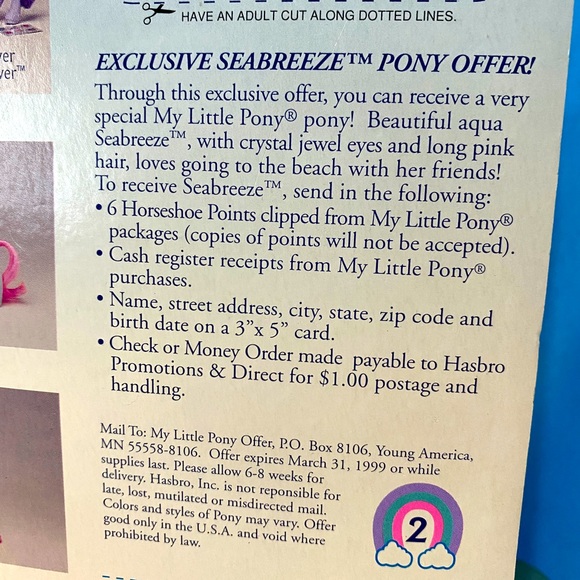 HAVE AN ADULT CUT ALONG DOTTED LINES.
ver
ver™
EXCLUSIVE SEABREEZE™ PONY OFFER!
Through this exclusive offer, you can receive a very
special My Little Pony® pony! Beautiful aqua
Seabreeze™, with crystal jewel eyes and long pink
hair, loves going to the beach with her friends!
To receive Seabreeze™, send in the following:
• 6 Horseshoe Points clipped from My Little Pony®
packages (copies of points will not be accepted).
• Cash register receipts from My Little Pony®
purchases.
• Name, street address, city, state, zip code and
birth date on a 3”x 5” card.
• Check or Money Order made payable to Hasbro
Promotions & Direct for $1.00 postage and
handling.
Mail To: My Little Pony Offer, P.O. Box 8106, Young America,
MN 55558-8106. Offer expires March 31, 1999 or while
supplies last. Please allow 6-8 weeks for
delivery. Hasbro, Inc. is not reponsible for
late, lost, mutilated or misdirected mail.
Colors and styles of Pony may vary. Offer
good only in the U.S.A. and void where
prohibited by law.
2